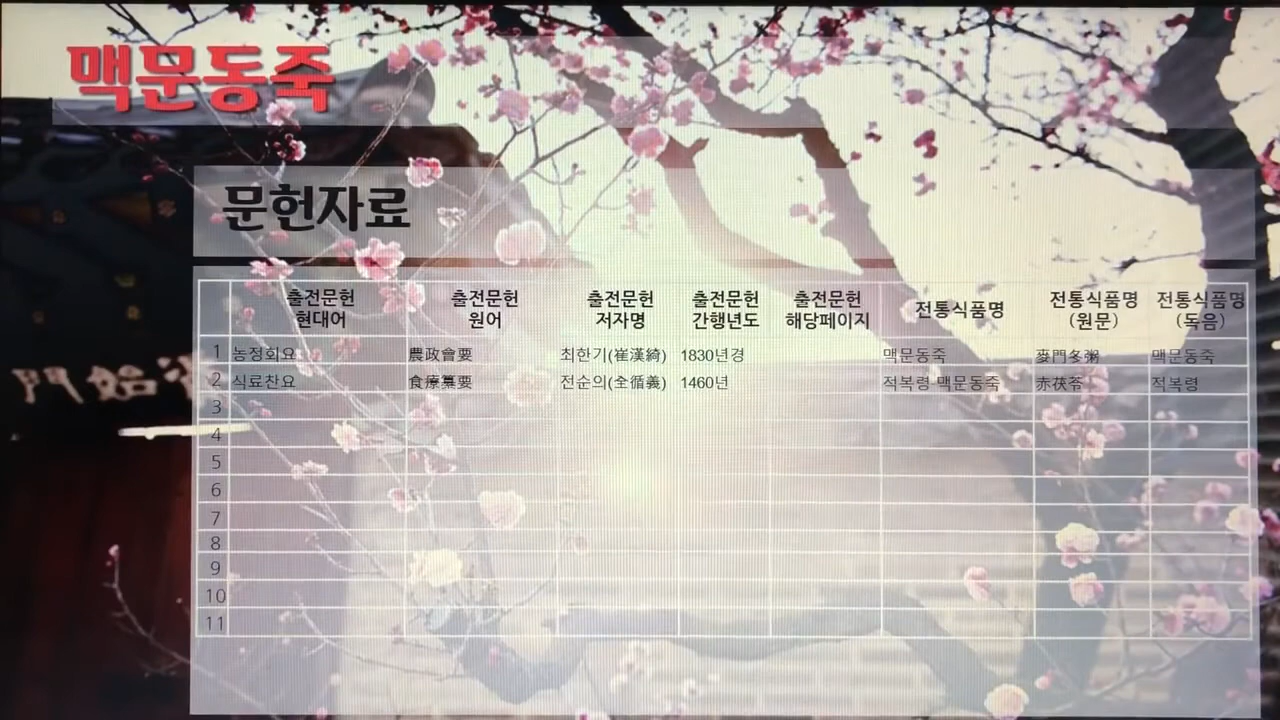 맥문동죽
문헌자료
출전문헌 현대어 출전문헌 원어 출전문헌 저자명 출전문헌 간행년도 출전문헌 해당페이지 전통식품명 전통식품명 (원문) 전통식품명 (독음)
1 농정회요 農政會要 최한기(崔漢綺) 1830년경 맥문동죽 麥門冬粥 맥문동죽
2 식료찬요 食療纂要 전순의(全循義) 1460년 적복령 맥문동죽 赤茯苓 적복령
3
4
5
6
7
8
9
10
11
門 始